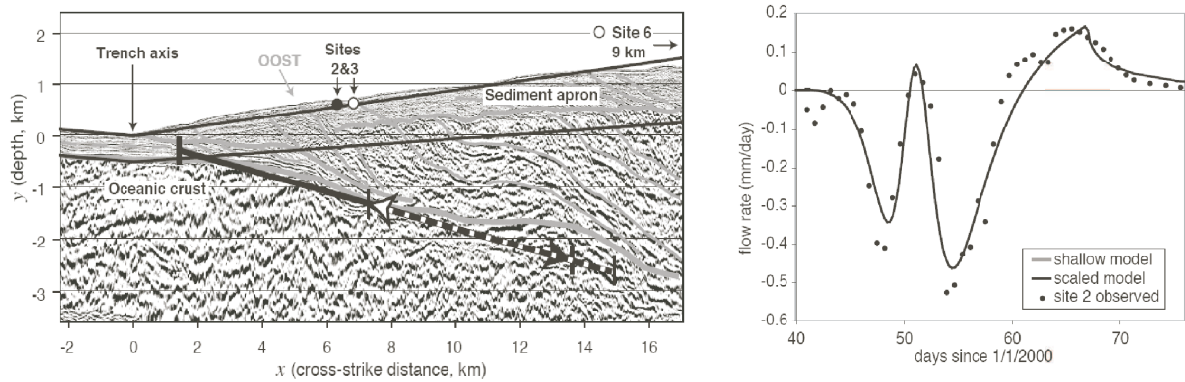 Trench axis
OOST
Sites
2&3
Site 6
9 km
Sediment apron
Oceanic crust
2
1
0
-1
-2
-3
y (depth, km)
-2 0 2 4 6 8 10 12 14 16
x (cross-strike distance, km)
0.2
0.1
0
-0.1
-0.2
-0.3
-0.4
-0.5
-0.6
flow rate (mm/day)
shallow model
scaled model
site 2 observed
40 50 60 70
days since 1/1/2000